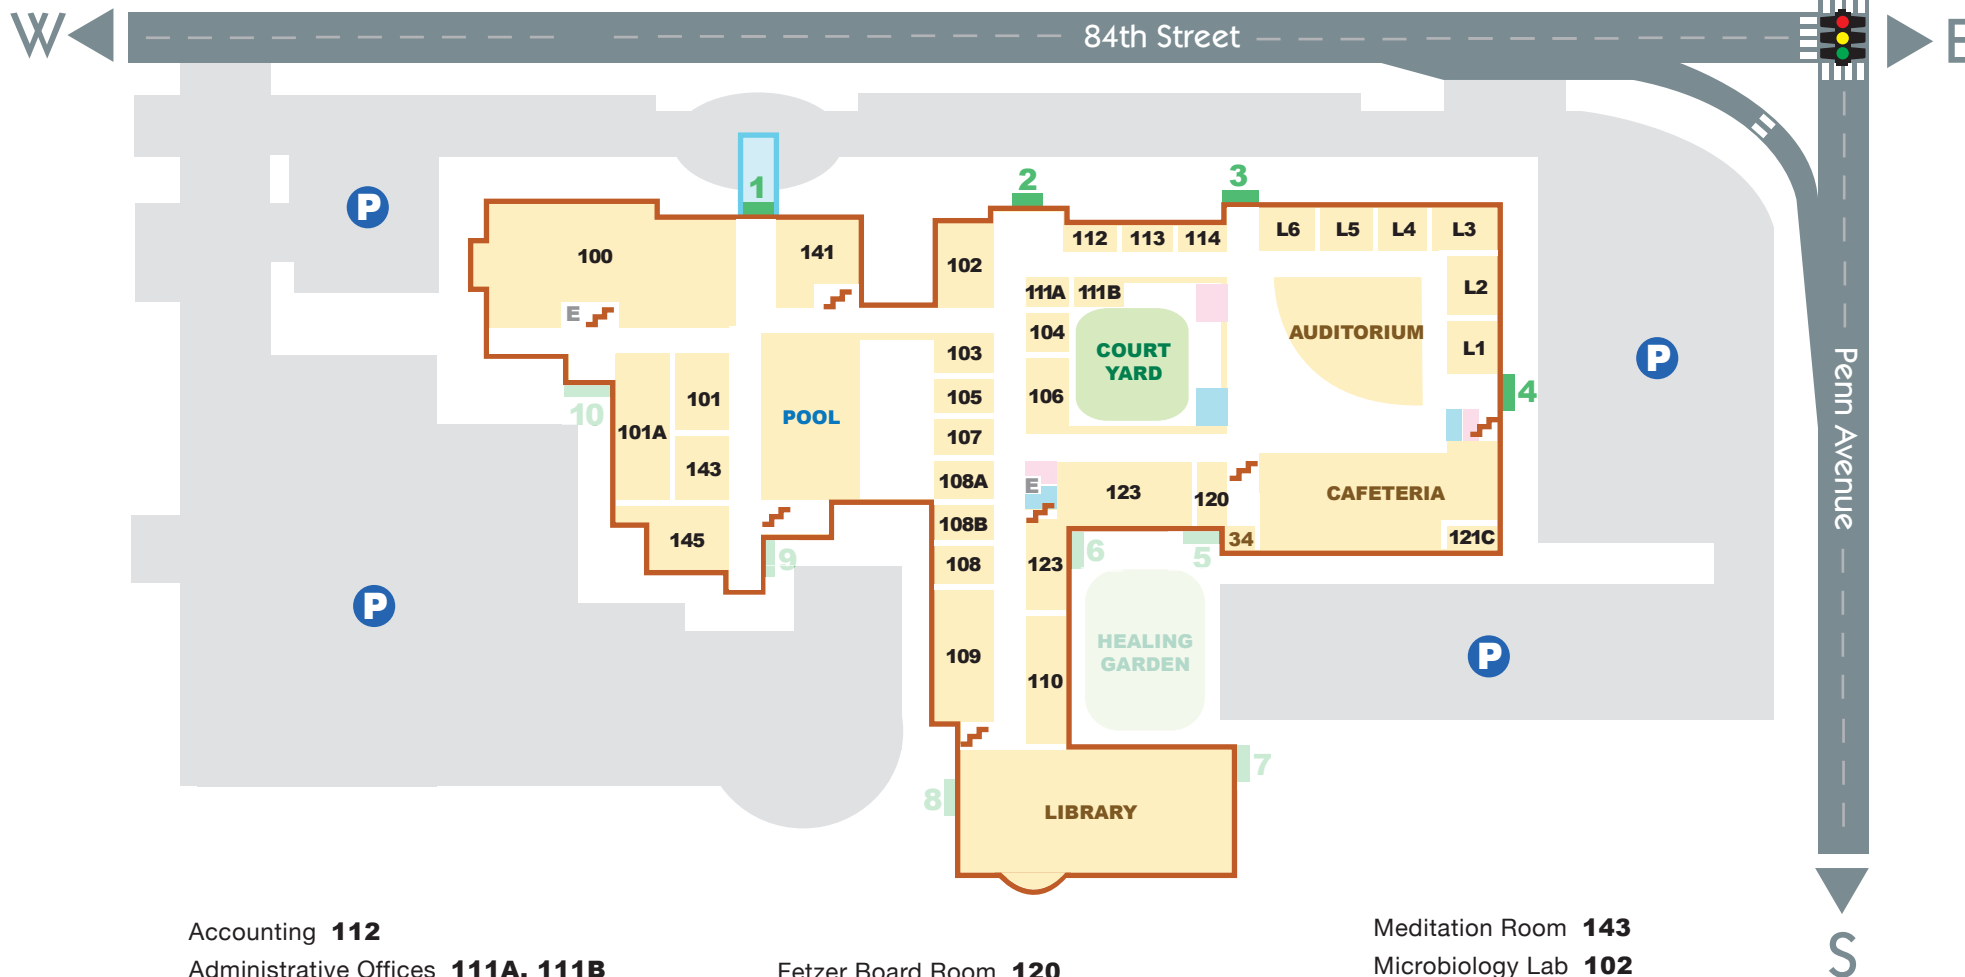 W
84th Street
E
P
1
2
3
112
113
114
L6
L5
L4
L3
100
141
102
111A
111B
L2
E
104
AUDITORIUM
COURT
YARD
103
L1
P
Penn Avenue
101
105
106
4
10
POOL
101A
107
143
108A
E
123
120
CAFETERIA
108B
145
34
121C
9
6
5
108
123
P
HEALING
GARDEN
109
P
110
7
8
LIBRARY
Accounting 112
Administrative Offices 111A, 111B
Fetzer Board Room 120
Meditation Room 143
Microbiology Lab 102
S